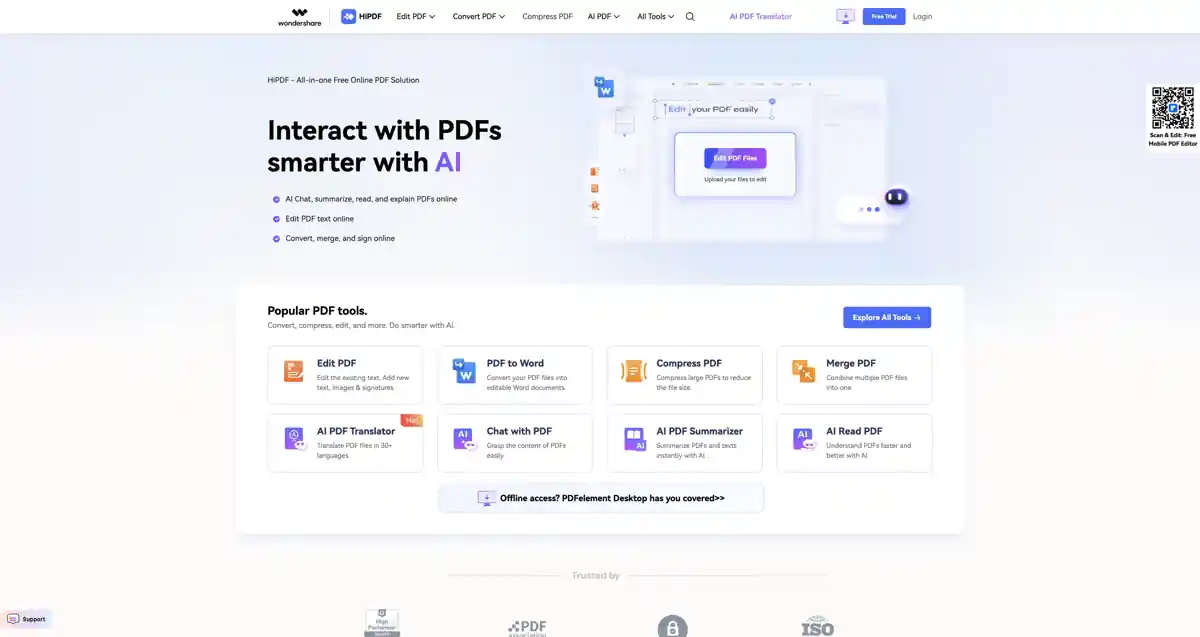 wondershare
HiPDF
Edit PDF
Convert PDF
Compress PDF
AI PDF
All Tools
AI PDF Translator
Free Trial
Login
HiPDF - All-in-one Free Online PDF Solution
Interact with PDFs
smarter with AI
AI Chat, summarize, read, and explain PDFs online
Edit PDF text online
Convert, merge, and sign online
W
Edit your PDF easily
Edit PDF Files
Upload your files to edit
Scan & Edit: Free
Mobile PDF Editor
Popular PDF tools.
Convert, compress, edit, and more. Do smarter with AI.
Explore All Tools →
Edit PDF
Edit the existing text. Add new
text, images & signatures.
W
PDF to Word
Convert your PDF files into
editable Word documents.
Compress PDF
Compress large PDFs to reduce
the file size.
Merge PDF
Combine multiple PDF files
into one.
Hot
AI PDF Translator
Translate PDF files in 30+
languages
AI
Chat with PDF
Grasp the content of PDFs
easily.
AI
AI PDF Summarizer
Summarize PDFs and texts
instantly with AI.
AI
AI Read PDF
Understand PDFs faster and
better with AI.
Offline access? PDFelement Desktop has you covered>>
Trusted by
Support
High
Performer
PDF
association
ISO